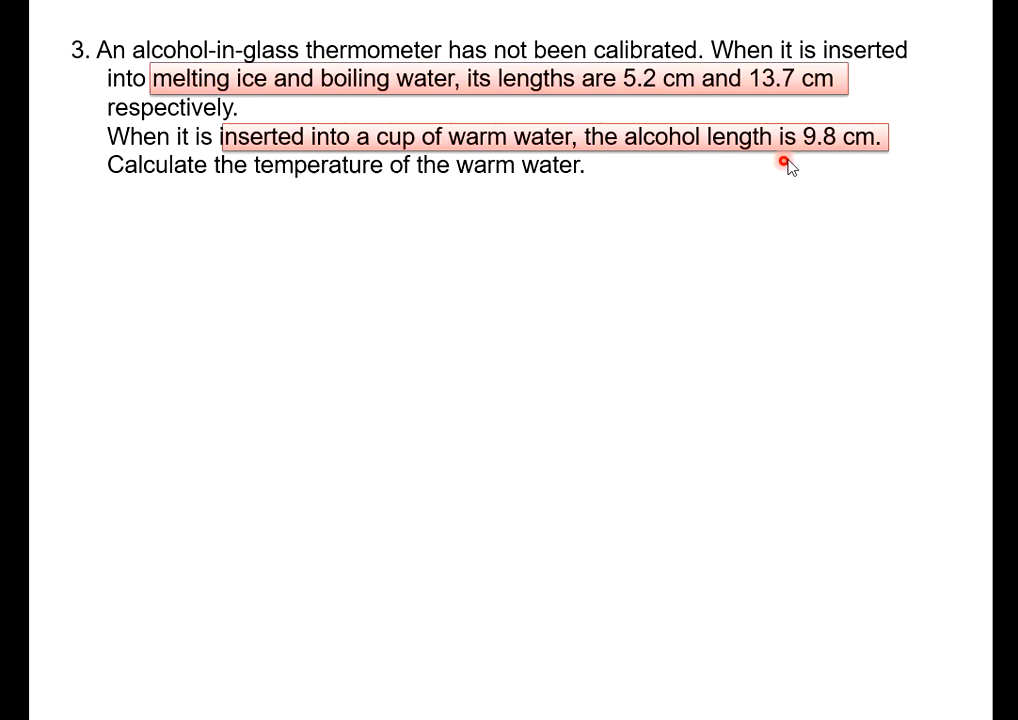 3. An alcohol-in-glass thermometer has not been calibrated. When it is inserted
into melting ice and boiling water, its lengths are 5.2 cm and 13.7 cm
respectively.
When it is inserted into a cup of warm water, the alcohol length is 9.8 cm.
Calculate the temperature of the warm water.